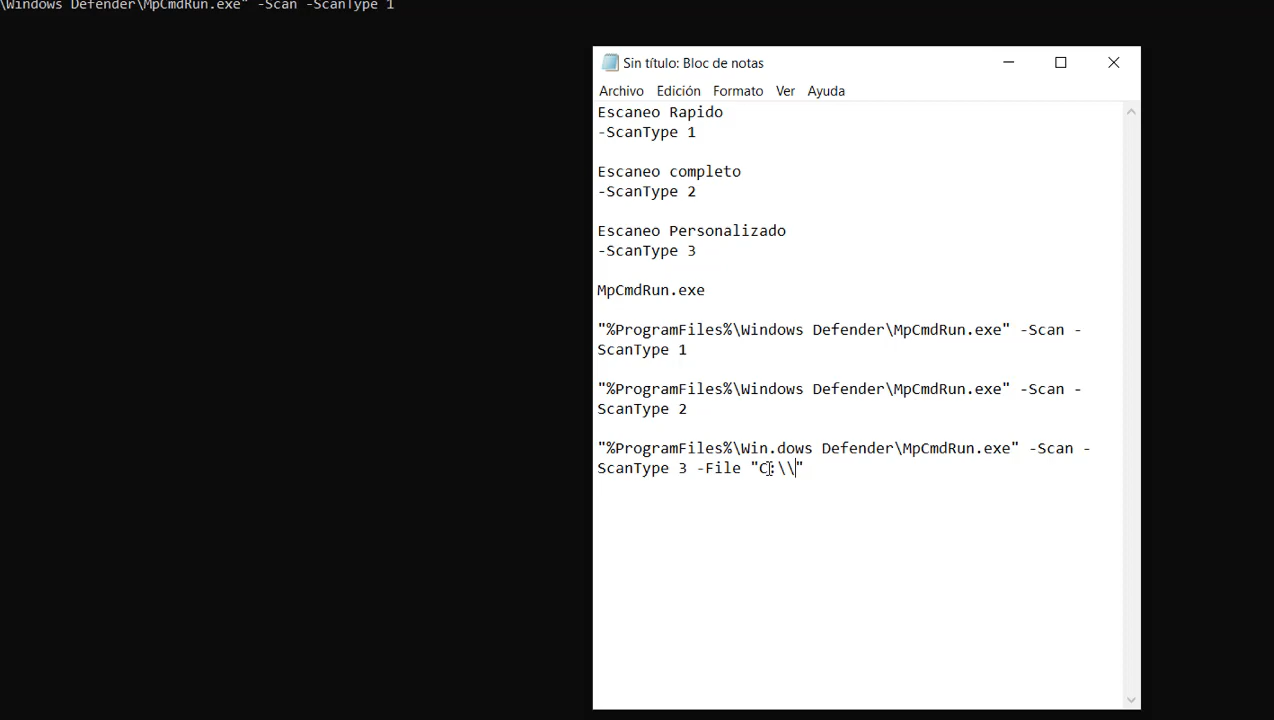 \Windows Defender\MpCmdRun.exe" -Scan -ScanType 1
Sin título: Bloc de notas
Archivo Edición Formato Ver Ayuda
Escaneo Rapido
-ScanType 1
Escaneo completo
-ScanType 2
Escaneo Personalizado
-ScanType 3
MpCmdRun.exe
"%ProgramFiles%\Windows Defender\MpCmdRun.exe" -Scan -
ScanType 1
"%ProgramFiles%\Windows Defender\MpCmdRun.exe" -Scan -
ScanType 2
"%ProgramFiles%\Win.dows Defender\MpCmdRun.exe" -Scan -
ScanType 3 -File "C:\\"